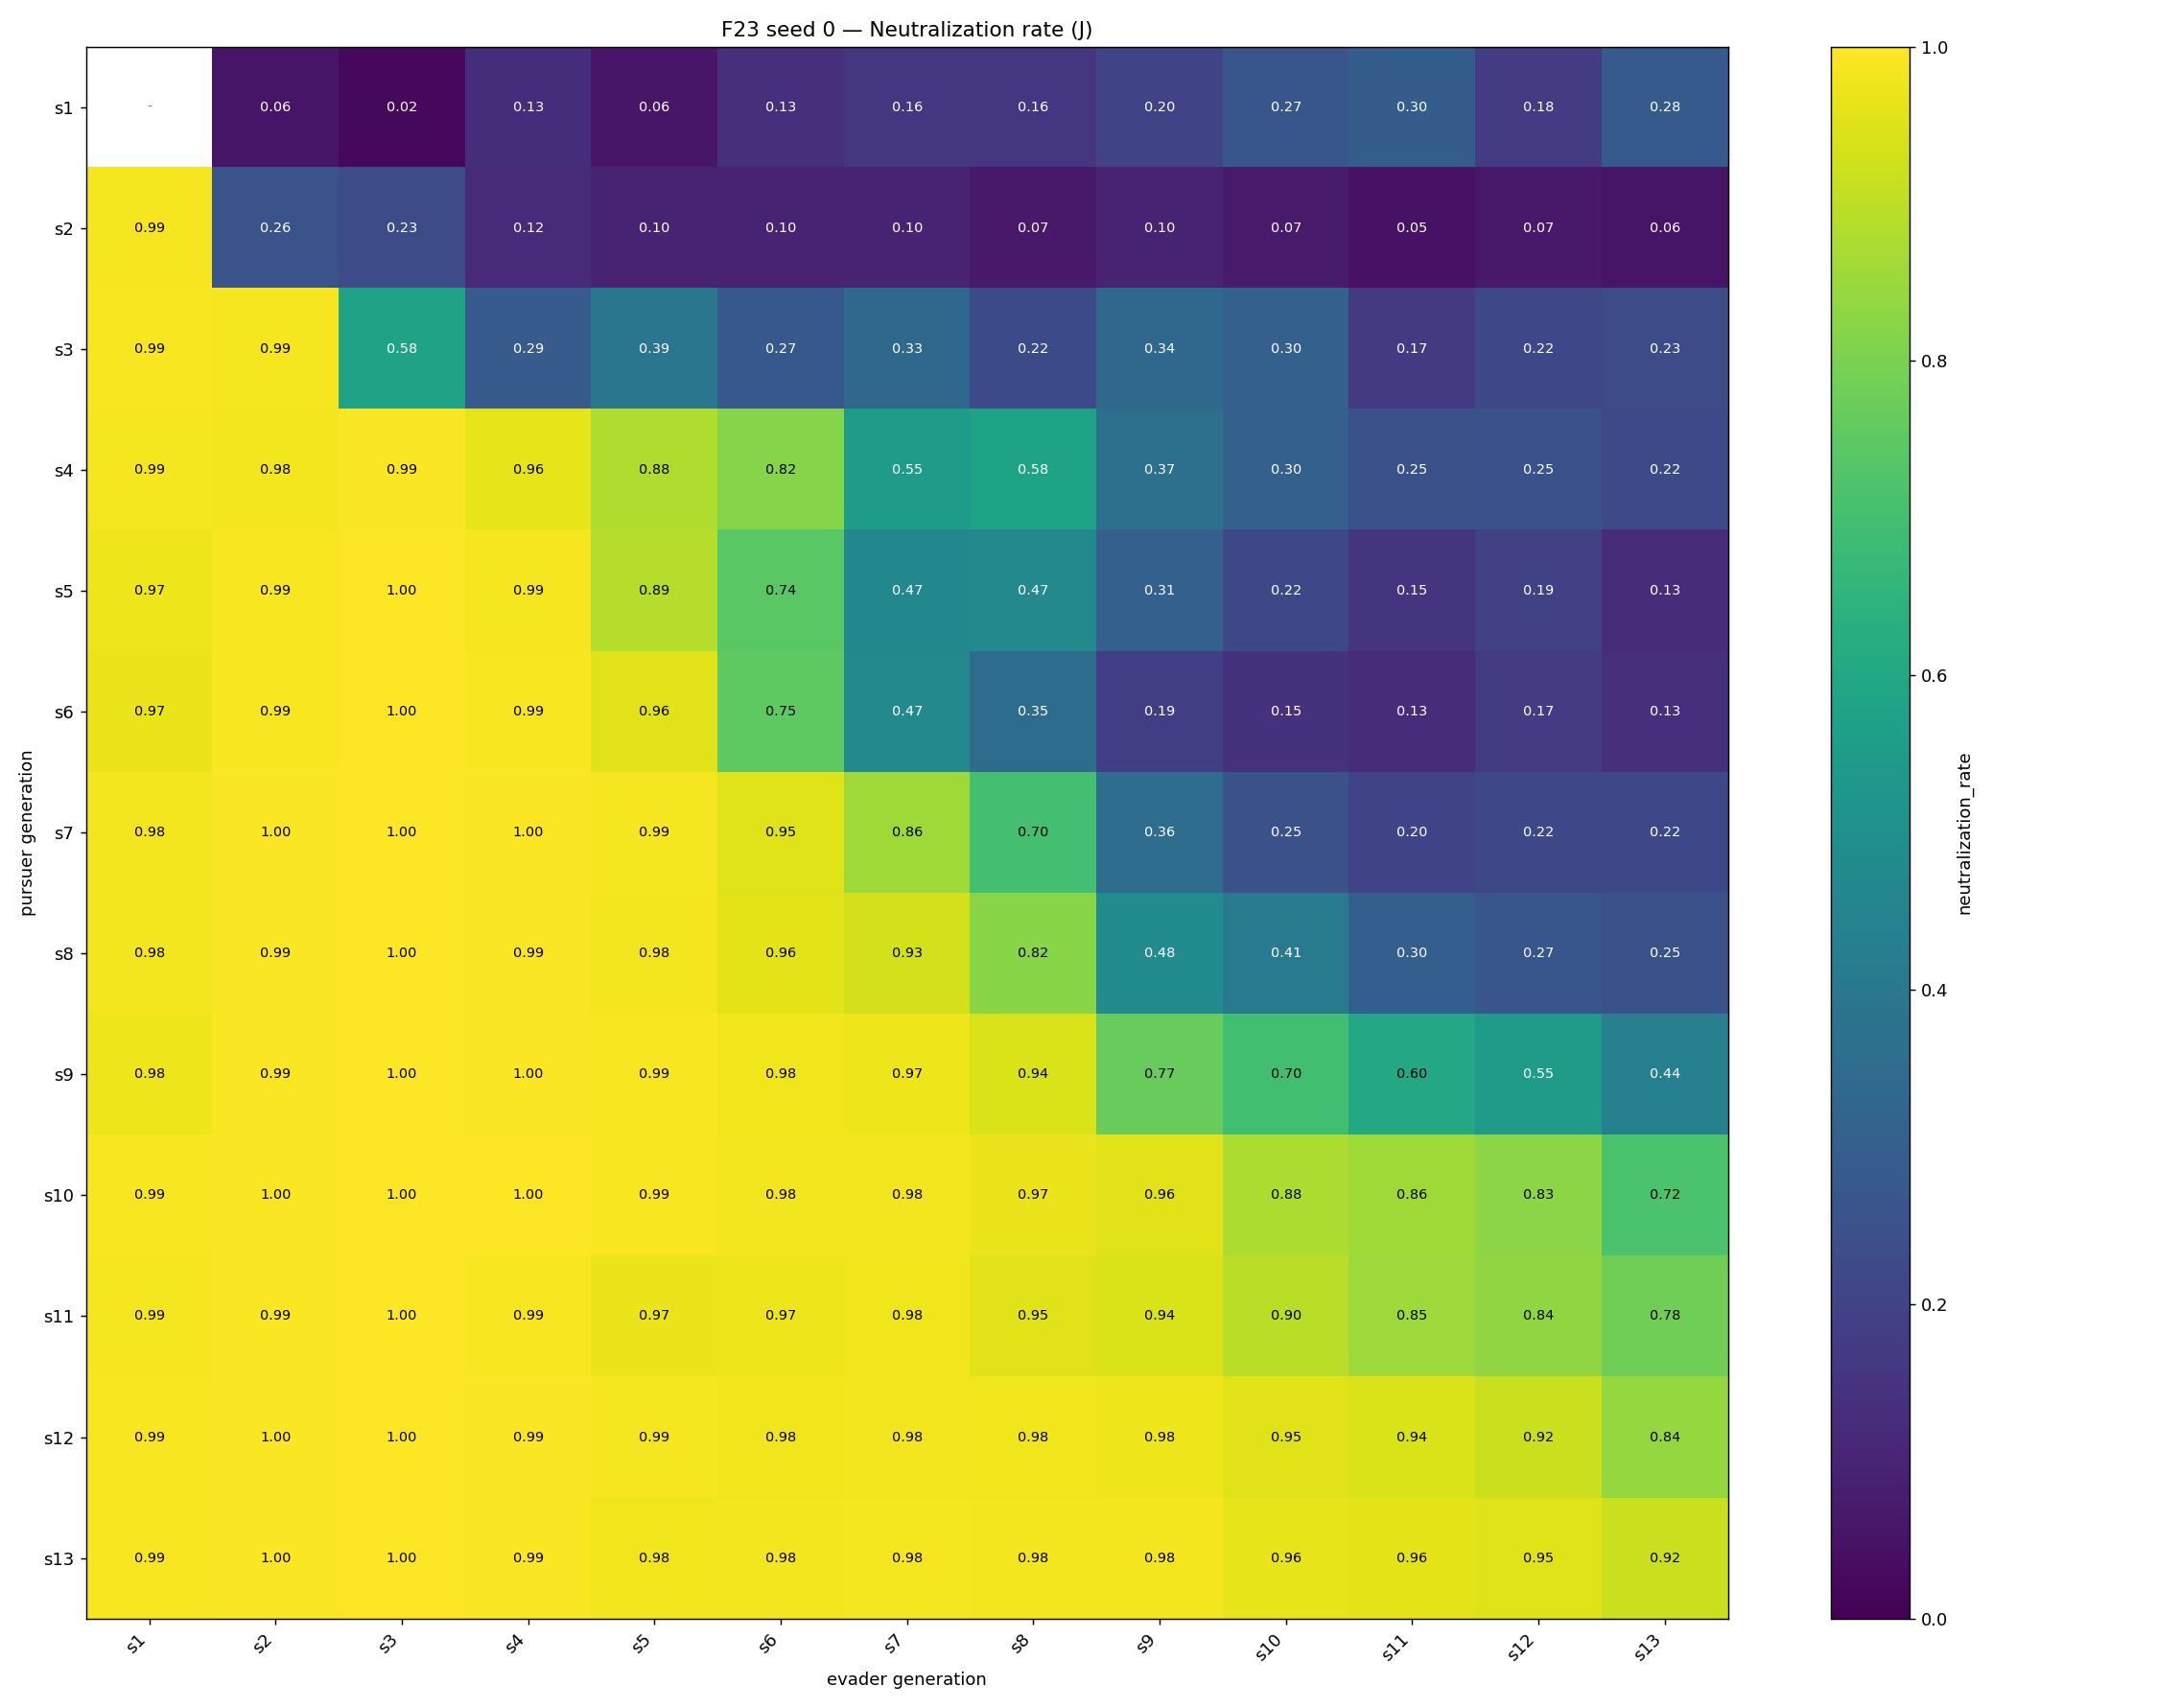 F23 seed 0 — Neutralization rate (J)
s1 - 0.06 0.02 0.13 0.06 0.13 0.16 0.16 0.20 0.27 0.30 0.18 0.28
s2 0.99 0.26 0.23 0.12 0.10 0.10 0.10 0.07 0.10 0.07 0.05 0.07 0.06
s3 0.99 0.99 0.58 0.29 0.39 0.27 0.33 0.22 0.34 0.30 0.17 0.22 0.23
s4 0.99 0.98 0.99 0.96 0.88 0.82 0.55 0.58 0.37 0.30 0.25 0.25 0.22
s5 0.97 0.99 1.00 0.99 0.89 0.74 0.47 0.47 0.31 0.22 0.15 0.19 0.13
s6 0.97 0.99 1.00 0.99 0.96 0.75 0.47 0.35 0.19 0.15 0.13 0.17 0.13
s7 0.98 1.00 1.00 1.00 0.99 0.95 0.86 0.70 0.36 0.25 0.20 0.22 0.22
s8 0.98 0.99 1.00 0.99 0.98 0.96 0.93 0.82 0.48 0.41 0.30 0.27 0.25
s9 0.98 0.99 1.00 1.00 0.99 0.98 0.97 0.94 0.77 0.70 0.60 0.55 0.44
s10 0.99 1.00 1.00 1.00 0.99 0.98 0.98 0.97 0.96 0.88 0.86 0.83 0.72
s11 0.99 0.99 1.00 0.99 0.97 0.97 0.98 0.95 0.94 0.90 0.85 0.84 0.78
s12 0.99 1.00 1.00 0.99 0.99 0.98 0.98 0.98 0.98 0.95 0.94 0.92 0.84
s13 0.99 1.00 1.00 0.99 0.98 0.98 0.98 0.98 0.98 0.96 0.96 0.95 0.92
s1 s2 s3 s4 s5 s6 s7 s8 s9 s10 s11 s12 s13
evader generation
pursuer generation
1.0
0.8
0.6
0.4
0.2
0.0
neutralization_rate